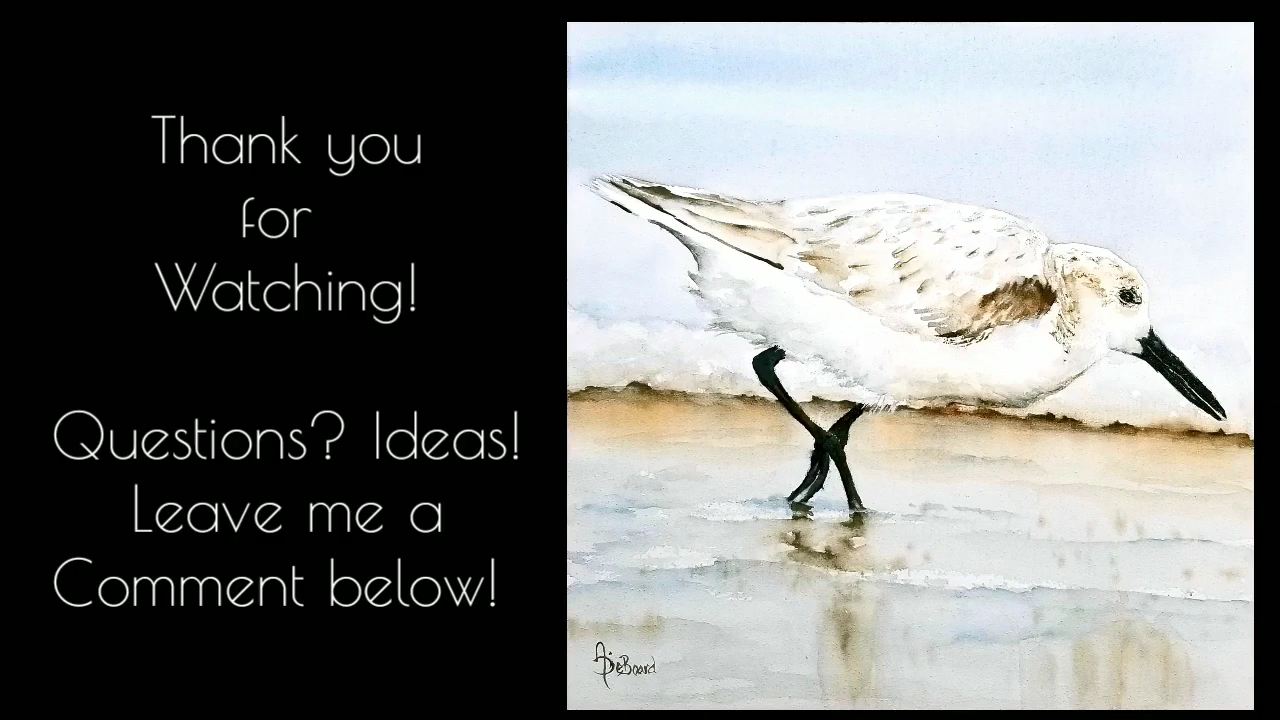 Thank you
for
Watching!
Questions? Ideas!
Leave me a
Comment below!